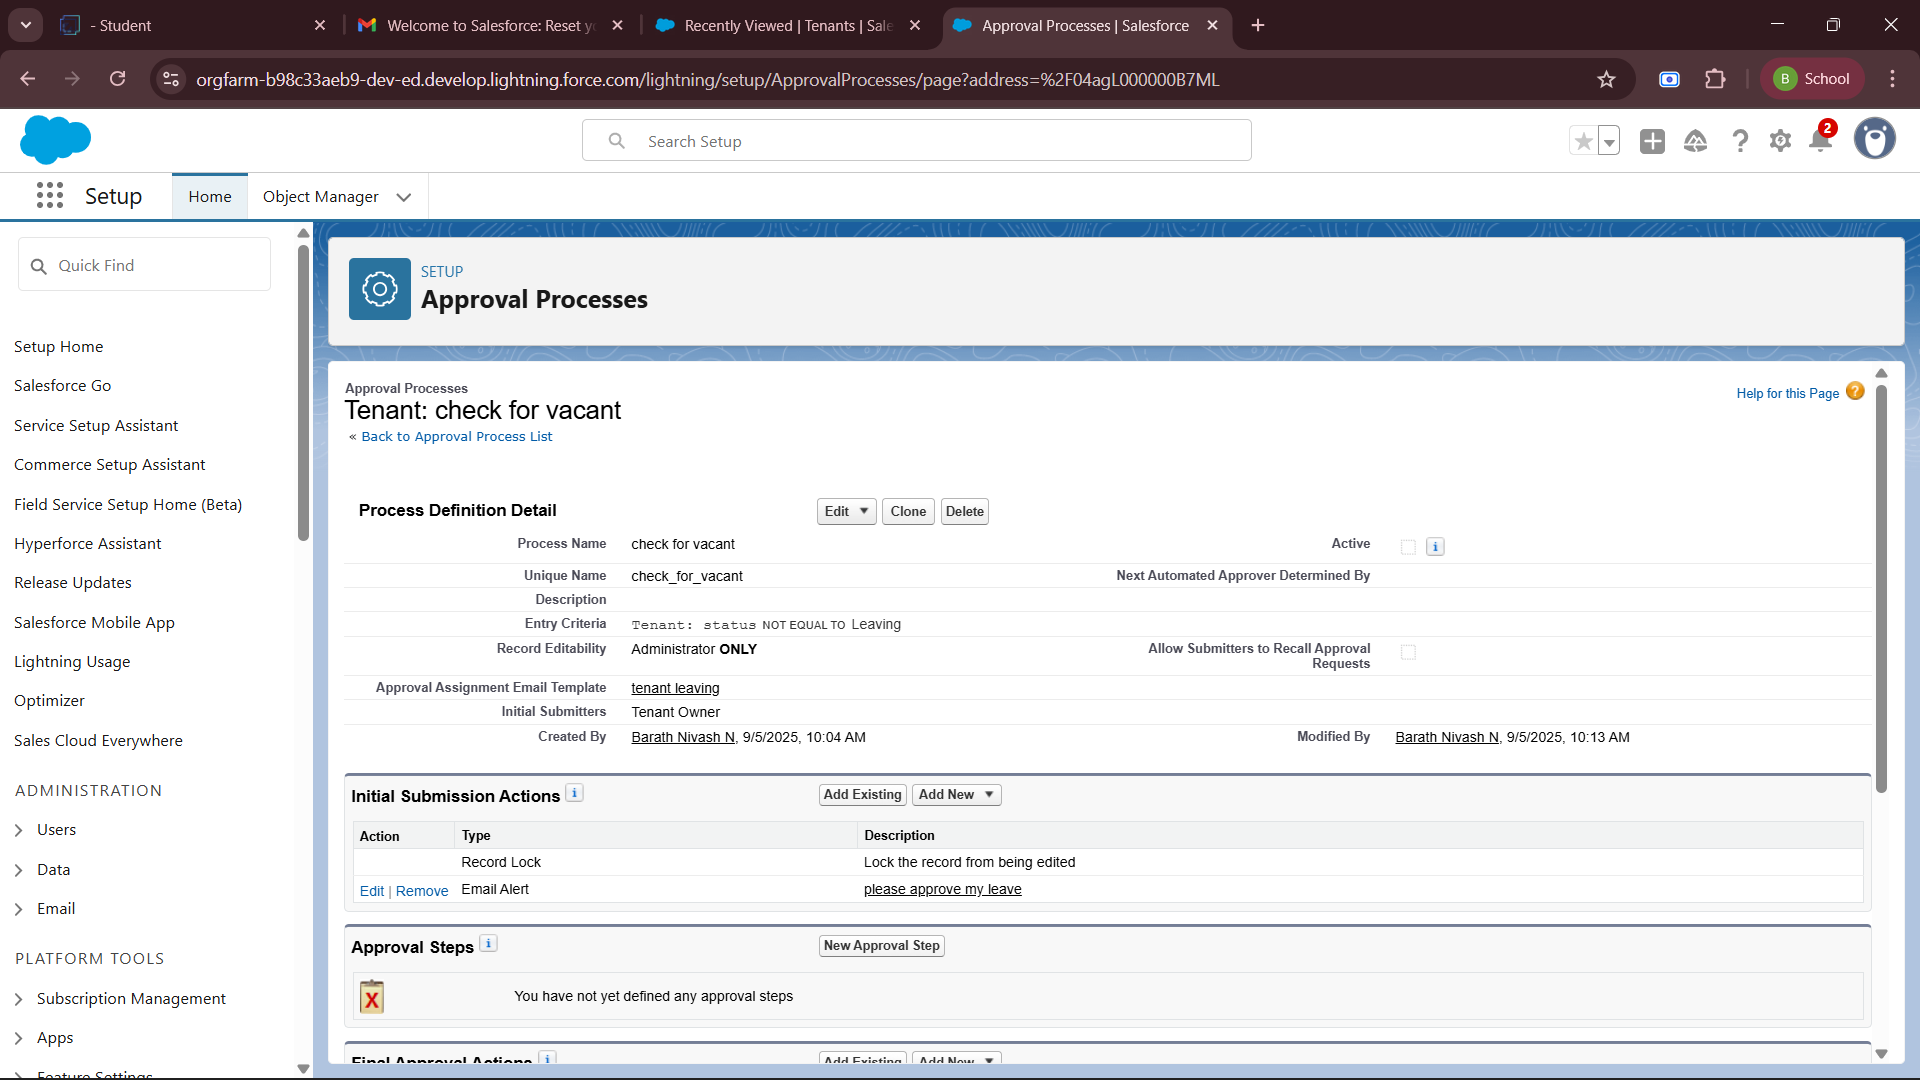 - Student
Welcome to Salesforce: Reset yo
Recently Viewed | Tenants | Sale
Approval Processes | Salesforce
orgfarm-b98c33aeb9-dev-ed.develop.lightning.force.com/lightning/setup/ApprovalProcesses/page?address=%2F04agL000000B7ML
B School
Search Setup
2
Setup
Home
Object Manager
Quick Find
Setup Home
Salesforce Go
Service Setup Assistant
Commerce Setup Assistant
Field Service Setup Home (Beta)
Hyperforce Assistant
Release Updates
Salesforce Mobile App
Lightning Usage
Optimizer
Sales Cloud Everywhere
ADMINISTRATION
Users
Data
Email
PLATFORM TOOLS
Subscription Management
Apps
Feature Settings
SETUP
Approval Processes
Approval Processes
Tenant: check for vacant
« Back to Approval Process List
Help for this Page ?
Process Definition Detail
Edit Clone Delete
Process Name check for vacant Active i
Unique Name check_for_vacant Next Automated Approver Determined By
Description
Entry Criteria Tenant: status NOT EQUAL TO Leaving
Record Editability Administrator ONLY Allow Submitters to Recall Approval Requests
Approval Assignment Email Template tenant leaving
Initial Submitters Tenant Owner
Created By Barath Nivash N, 9/5/2025, 10:04 AM Modified By Barath Nivash N, 9/5/2025, 10:13 AM
Initial Submission Actions i Add Existing Add New
Action Type Description
Record Lock Lock the record from being edited
Edit | Remove Email Alert please approve my leave
Approval Steps i New Approval Step
X You have not yet defined any approval steps
Final Approval Actions i Add Existing Add New